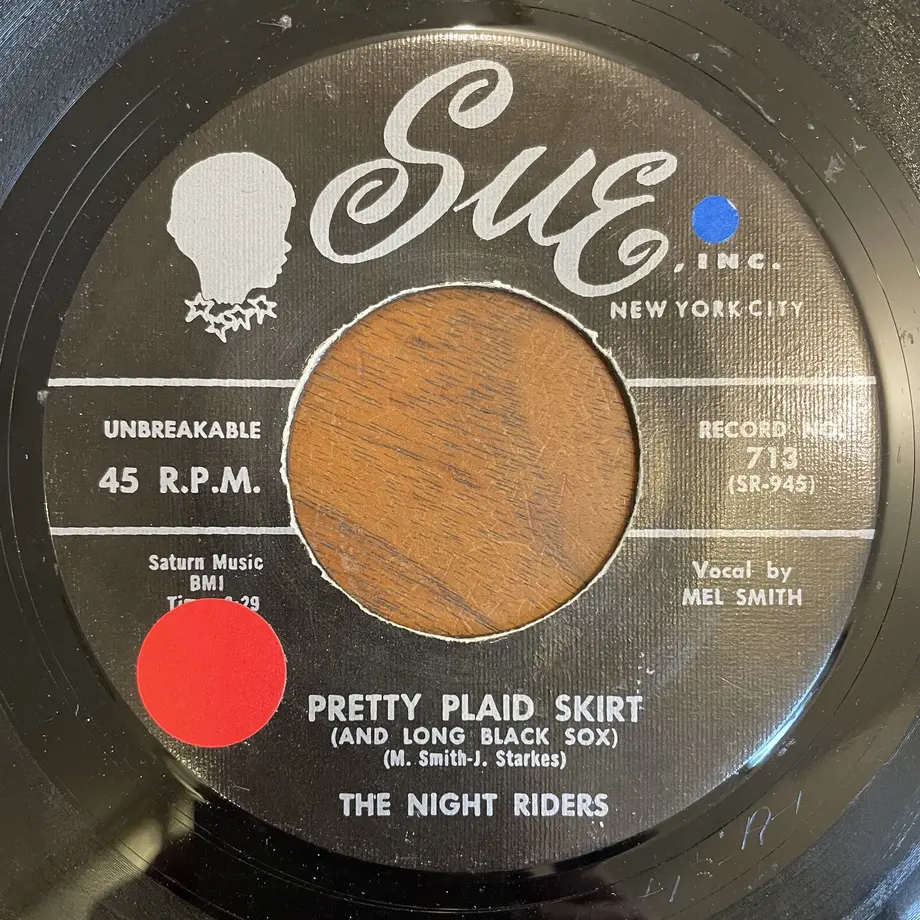 Sue
, INC.
NEW YORK CITY
UNBREAKABLE
45 R.P.M.
RECORD NO.
713
(SR-945)
Saturn Music
BMI
Vocal by
MEL SMITH
PRETTY PLAID SKIRT
(AND LONG BLACK SOX)
(M. Smith-J. Starkes)
THE NIGHT RIDERS